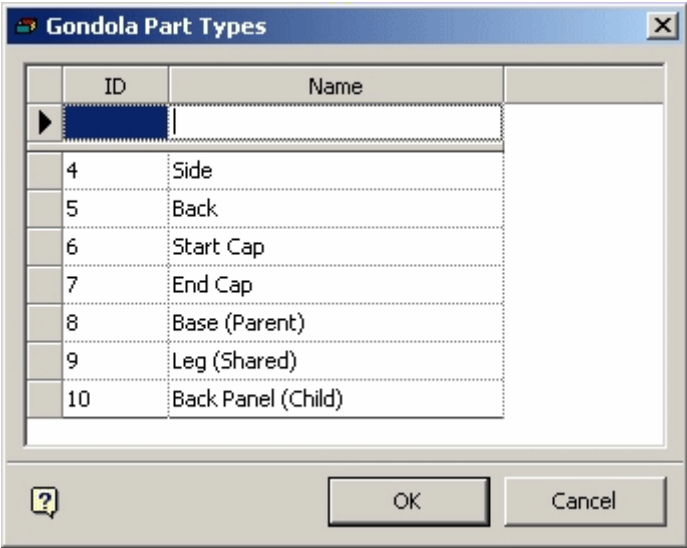 Gondola Part Types
ID Name
4 Side
5 Back
6 Start Cap
7 End Cap
8 Base (Parent)
9 Leg (Shared)
10 Back Panel (Child)
? OK Cancel